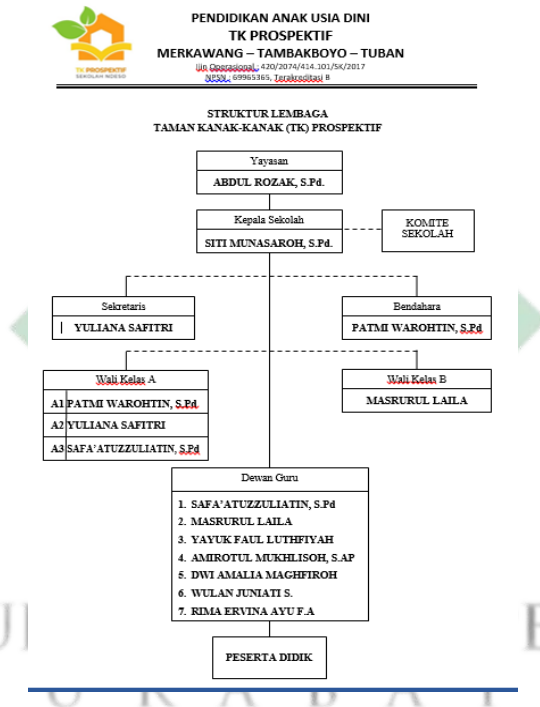 PENDIDIKAN ANAK USIA DINI
TK PROSPEKTIF
MERKAWANG – TAMBAKBOYO – TUBAN
Ijin Operasional : 420/2074/414.101/SK/2017
NPSN : 69965365, Terakreditasi B
TK PROSPEKTIF
SEKOLAH NGESO
STRUKTUR LEMBAGA
TAMAN KANAK-KANAK (TK) PROSPEKTIF
Yayasan
ABDUL ROZAK, S.Pd.
Kepala Sekolah
SITI MUNASAROH, S.Pd.
KOMITE
SEKOLAH
Sekretaris
YULIANA SAFITRI
Bendahara
PATMI WAROHTIN, S.Pd
Wali Kelas A
A1 PATMI WAROHTIN, S.Pd.
A2 YULIANA SAFITRI
A3 SAFA’ATUZZULIATIN, S.Pd
Wali Kelas B
MASRURUL LAILA
Dewan Guru
1. SAFA’ATUZZULIATIN, S.Pd
2. MASRURUL LAILA
3. YAYUK FAUL LUTHFIYAH
4. AMIROTUL MUKHLISOH, S.AP
5. DWI AMALIA MAGHFIROH
6. WULAN JUNIATI S.
7. RIMA ERVINA AYU F.A
PESERTA DIDIK